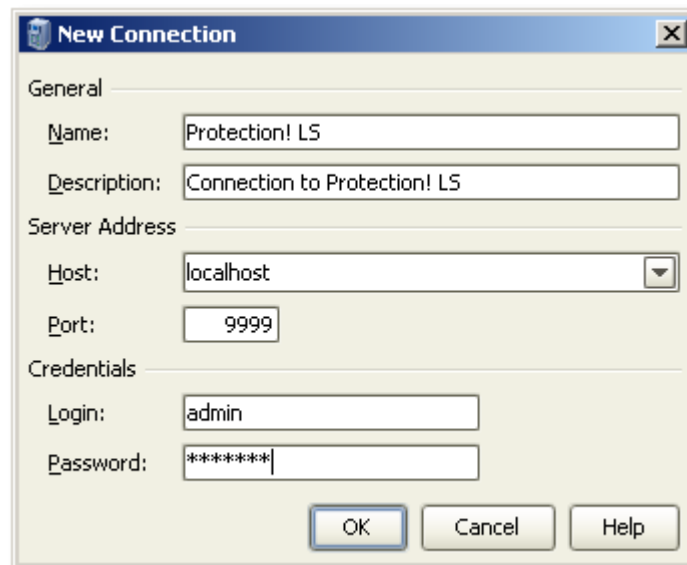 New Connection
General
Name: Protection! LS
Description: Connection to Protection! LS
Server Address
Host: localhost
Port: 9999
Credentials
Login: admin
Password: *******
OK Cancel Help